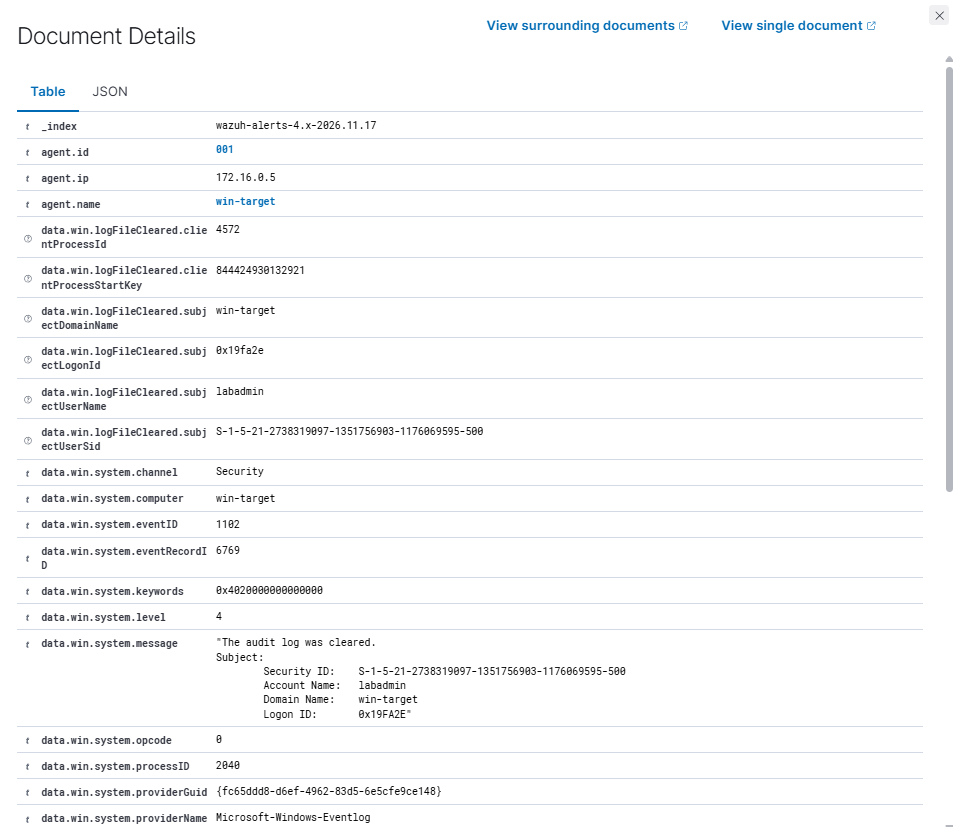 Document Details
View surrounding documents
View single document
Table
JSON
t _index wazuh-alerts-4.x-2026.11.17
t agent.id 001
t agent.ip 172.16.0.5
t agent.name win-target
data.win.logFileCleared.clie 4572
ntProcessId
data.win.logFileCleared.clie 844424930132921
ntProcessStartKey
data.win.logFileCleared.subj win-target
ectDomainName
data.win.logFileCleared.subj 0x19fa2e
ectLogonId
data.win.logFileCleared.subj labadmin
ectUserName
data.win.logFileCleared.subj S-1-5-21-2738319097-1351756903-1176069595-500
ectUserSid
t data.win.system.channel Security
t data.win.system.computer win-target
t data.win.system.eventID 1102
t data.win.system.eventRecordI 6769
D
t data.win.system.keywords 0x4020000000000000
t data.win.system.level 4
t data.win.system.message "The audit log was cleared.
Subject:
Security ID: S-1-5-21-2738319097-1351756903-1176069595-500
Account Name: labadmin
Domain Name: win-target
Logon ID: 0x19FA2E"
t data.win.system.opcode 0
t data.win.system.processID 2040
t data.win.system.providerGuid {fc65ddd8-d6ef-4962-83d5-6e5cfe9ce148}
t data.win.system.providerName Microsoft-Windows-Eventlog